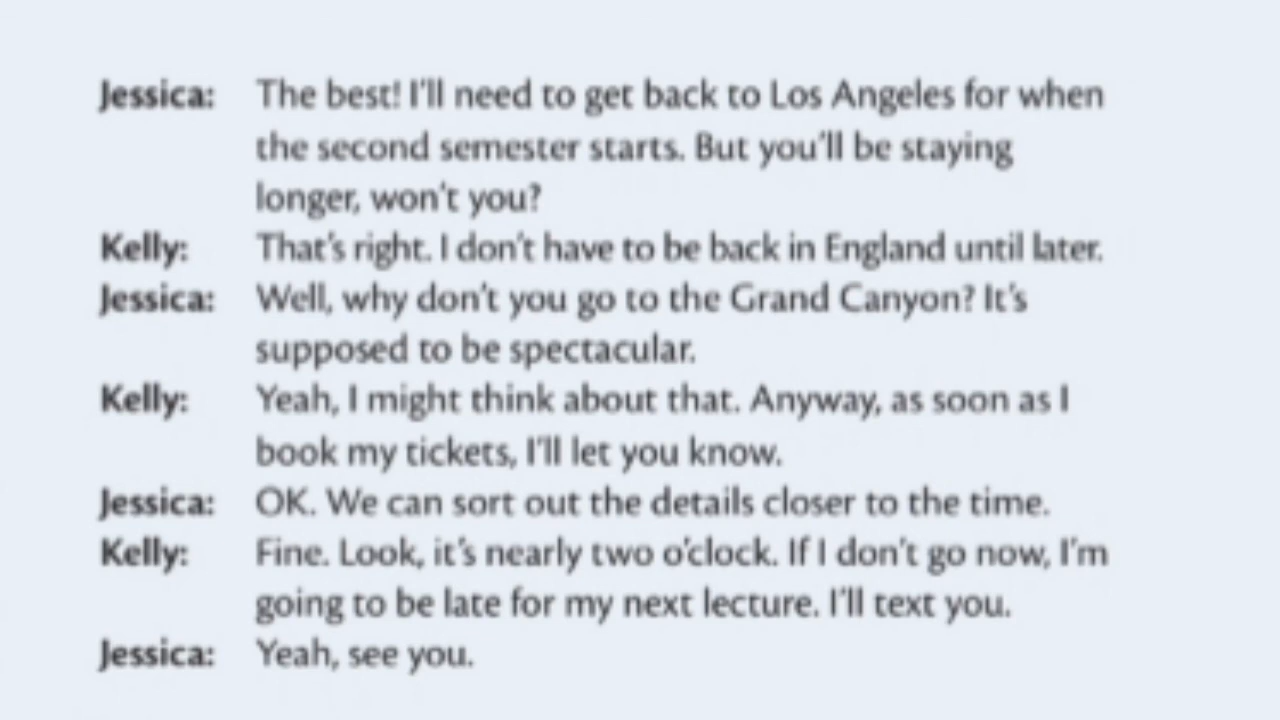 Jessica: The best! I'll need to get back to Los Angeles for when
the second semester starts. But you'll be staying
longer, won't you?
Kelly: That's right. I don't have to be back in England until later.
Jessica: Well, why don't you go to the Grand Canyon? It's
supposed to be spectacular.
Kelly: Yeah, I might think about that. Anyway, as soon as I
book my tickets, I'll let you know.
Jessica: OK. We can sort out the details closer to the time.
Kelly: Fine. Look, it's nearly two o'clock. If I don't go now, I'm
going to be late for my next lecture. I'll text you.
Jessica: Yeah, see you.